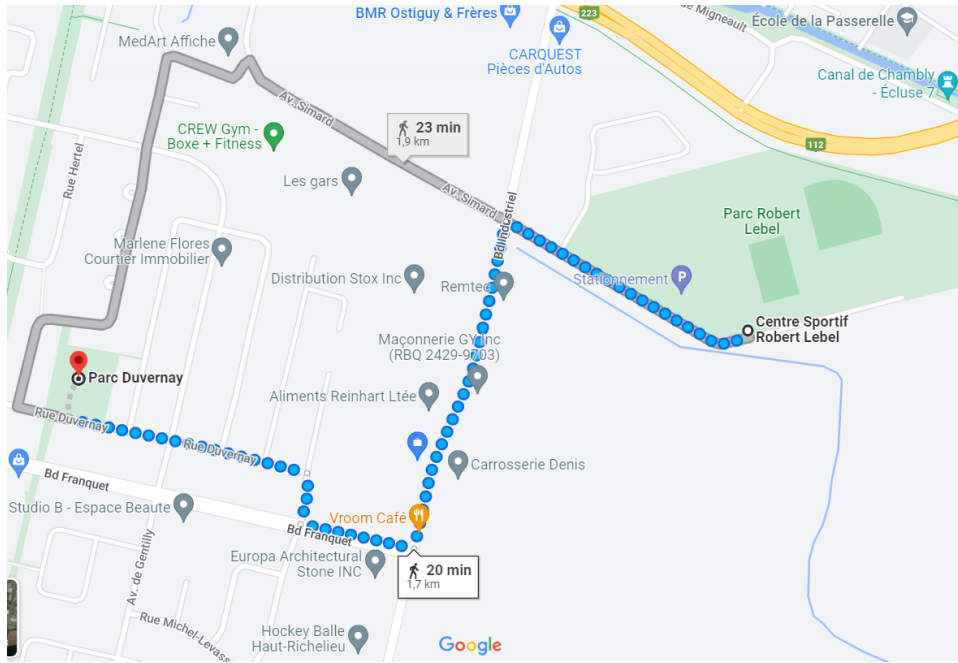 BMR Ostiguy & Frères
223
de Migneault
École de la Passerelle
MedArt Affiche
CARQUEST
Pièces d'Autos
Canal de Chambly
- Écluse 7
Av. Simard
23 min
1,9 km
CREW Gym -
Boxe + Fitness
112
Rue Hertel
Les gars
Av. Simard
Bd Industriel
Parc Robert
Lebel
Marlene Flores
Courtier Immobilier
Distribution Stox Inc
Remtec
Stationnement
Centre Sportif
Robert Lebel
Maçonnerie GY Inc
(RBQ 2429-9703)
Parc Duvernay
Aliments Reinhart Ltée
Rue Duvernay
Rue Duvernay
Carrosserie Denis
Bd Franquet
Studio B - Espace Beaute
Vroom Café
Bd Franquet
Europa Architectural
Stone INC
20 min
1,7 km
Av. de Gentilly
Rue Michel-Levass
Hockey Balle
Haut-Richelieu
Google